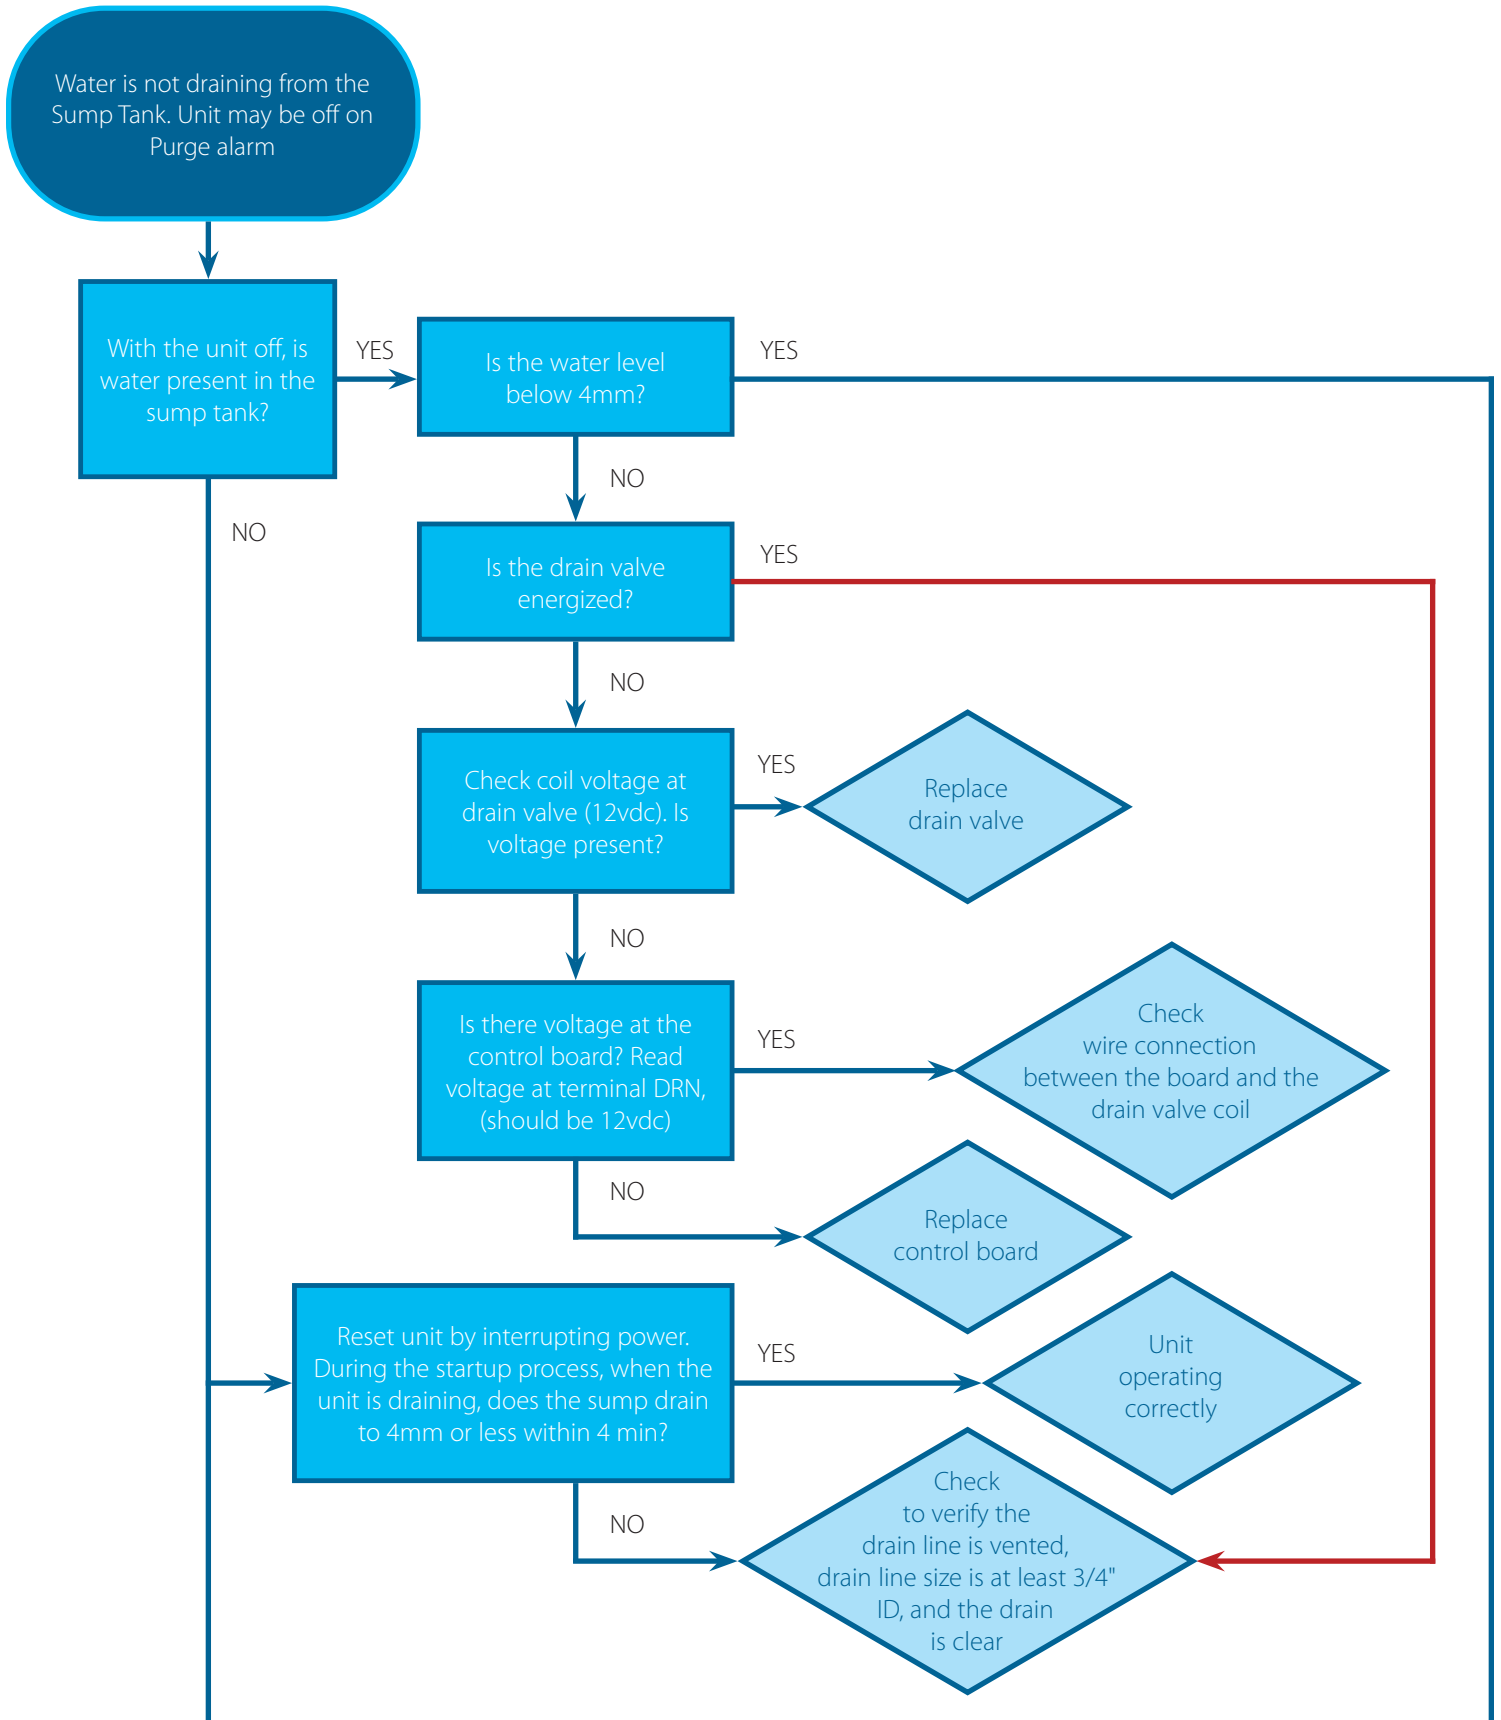 Water is not draining from the
Sump Tank. Unit may be off on
Purge alarm
With the unit off, is
water present in the
sump tank?
YES
Is the water level
below 4mm?
YES
NO
NO
Is the drain valve
energized?
YES
NO
Check coil voltage at
drain valve (12vdc). Is
voltage present?
YES
Replace
drain valve
NO
Is there voltage at the
control board? Read
voltage at terminal DRN,
(should be 12vdc)
YES
Check
wire connection
between the board and the
drain valve coil
NO
Replace
control board
Reset unit by interrupting power.
During the startup process, when the
unit is draining, does the sump drain
to 4mm or less within 4 min?
YES
Unit
operating
correctly
NO
Check
to verify the
drain line is vented,
drain line size is at least 3/4"
ID, and the drain
is clear